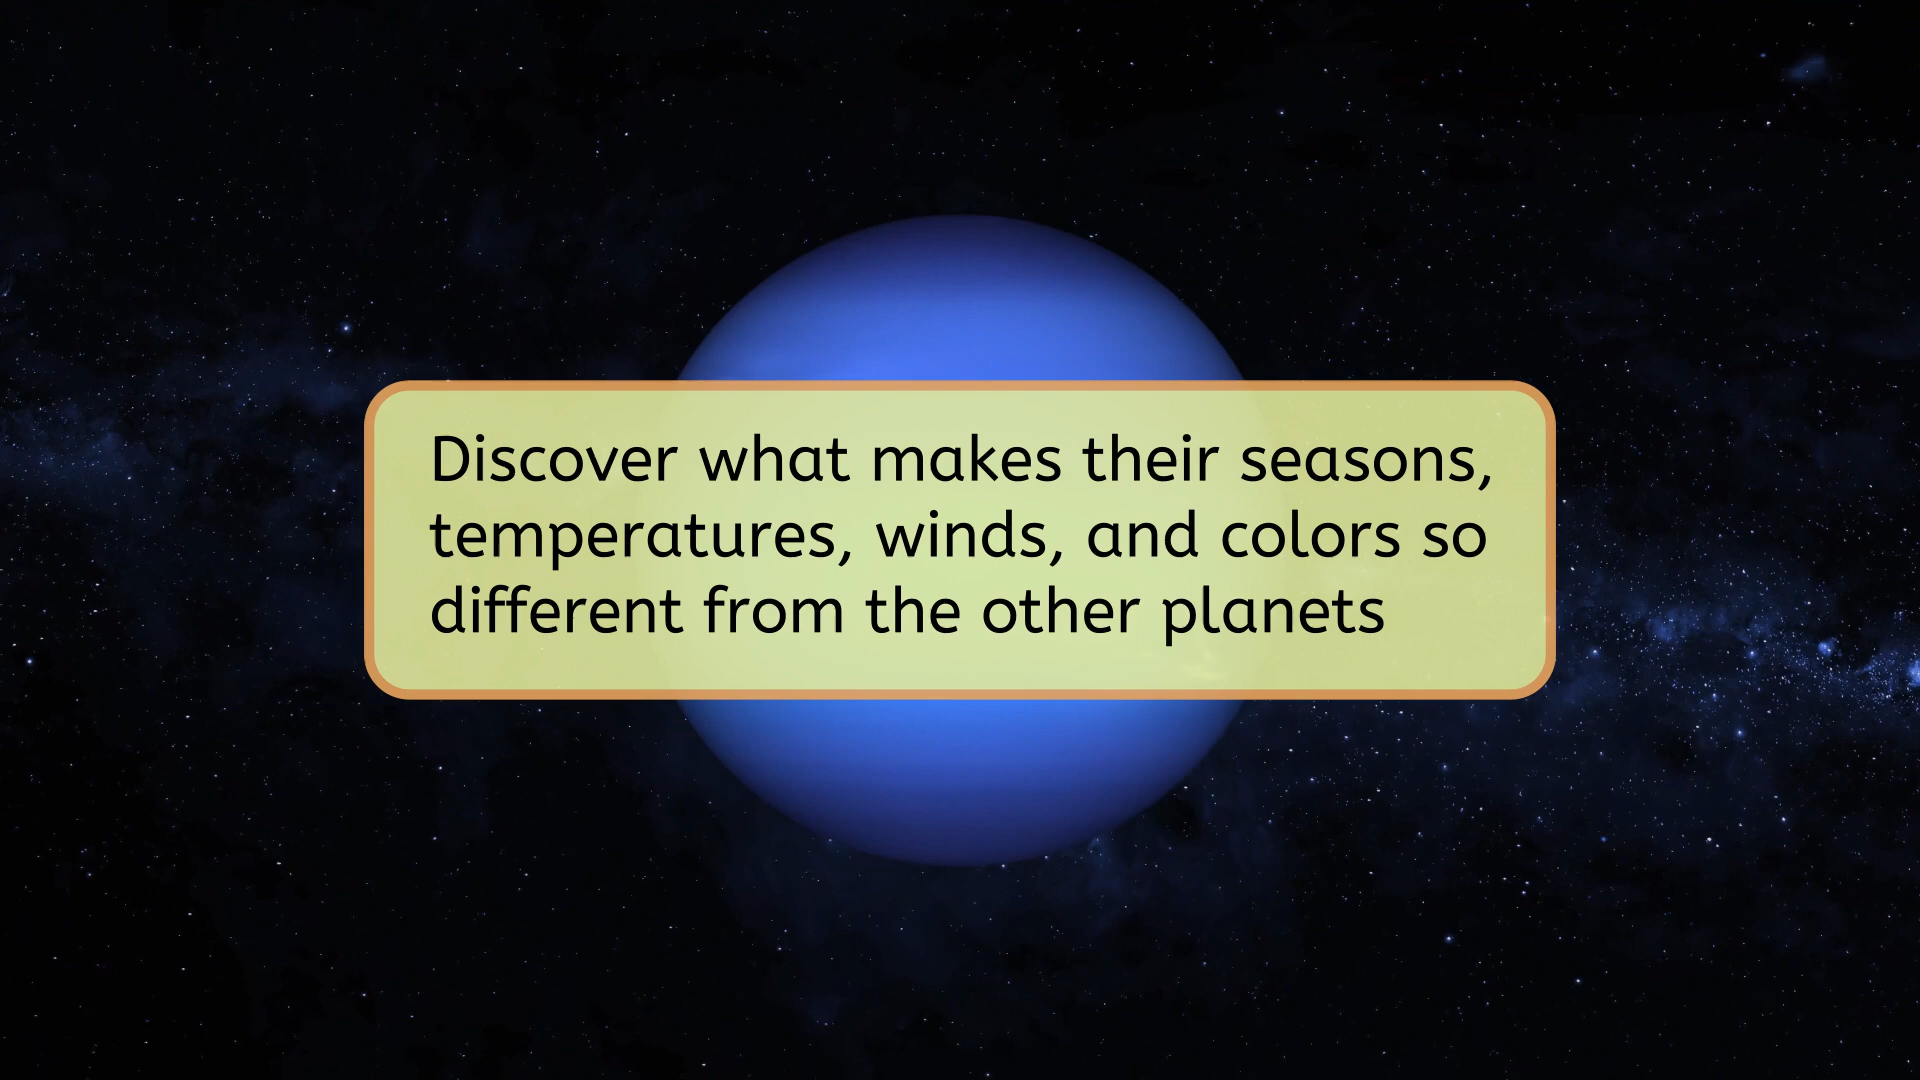 Discover what makes their seasons,
temperatures, winds, and colors so
different from the other planets